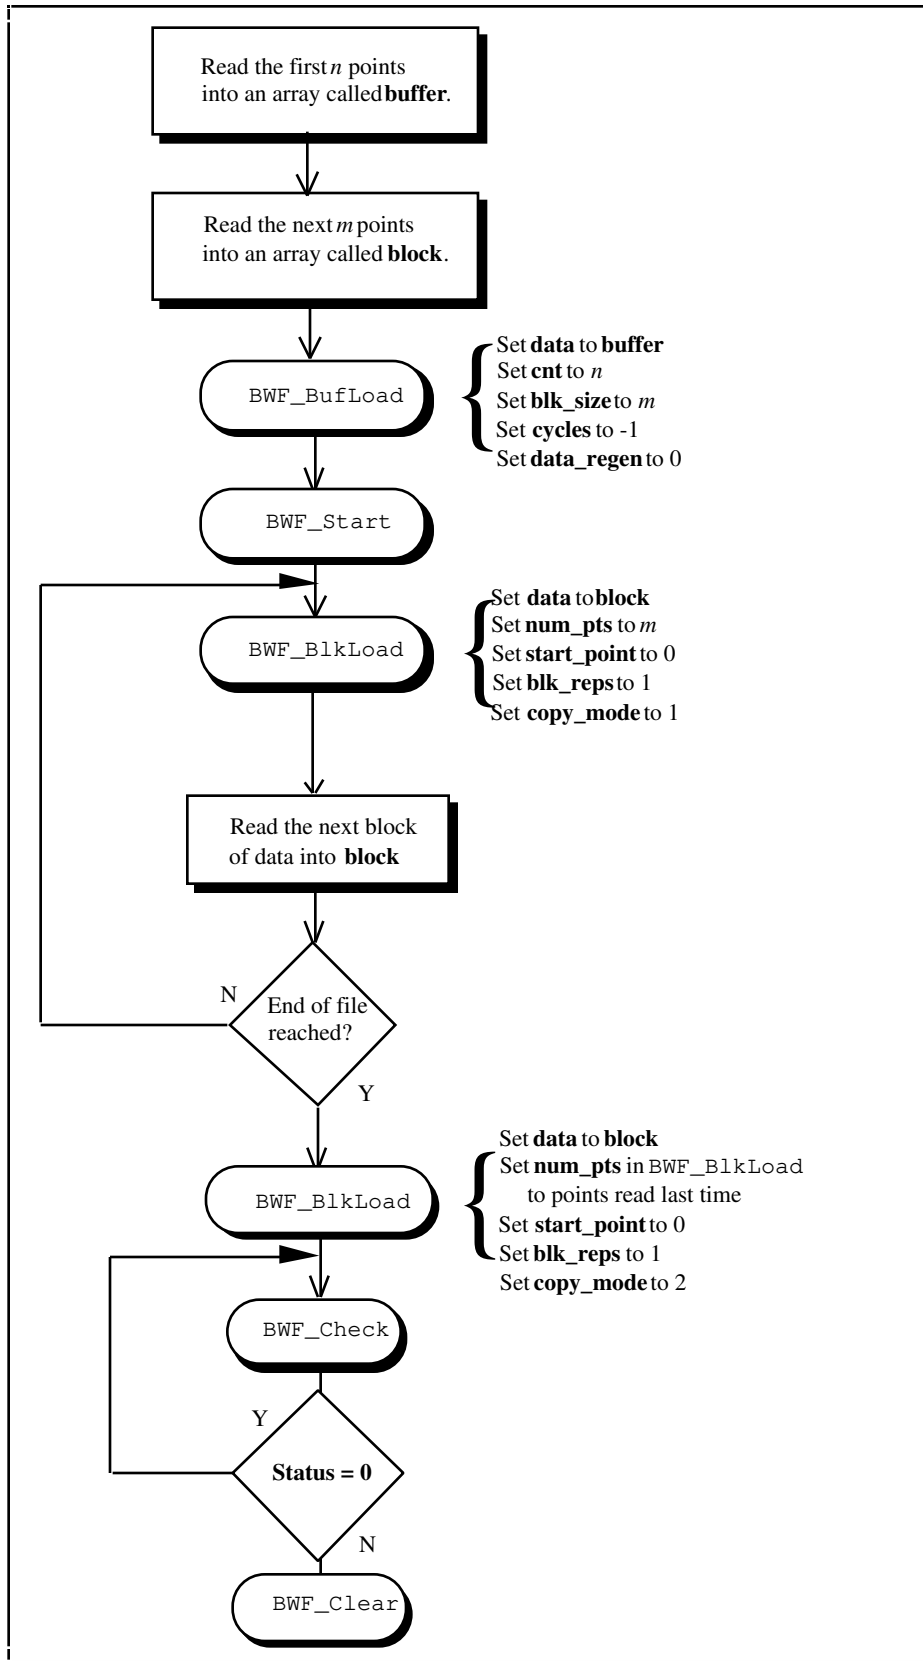 Read the first n points
into an array called buffer.
Read the next m points
into an array called block.
BWF_BufLoad
Set data to buffer
Set cnt to n
Set blk_size to m
Set cycles to -1
Set data_regen to 0
BWF_Start
BWF_BlkLoad
Set data to block
Set num_pts to m
Set start_point to 0
Set blk_reps to 1
Set copy_mode to 1
Read the next block
of data into block
N
End of file
reached?
Y
BWF_BlkLoad
Set data to block
Set num_pts in BWF_BlkLoad
to points read last time
Set start_point to 0
Set blk_reps to 1
Set copy_mode to 2
BWF_Check
Y
Status = 0
N
BWF_Clear